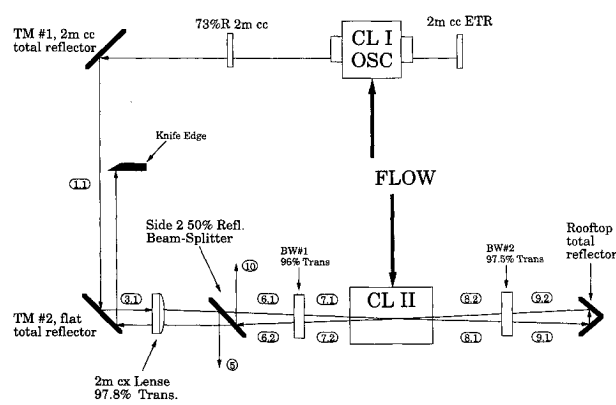 TM #1, 2m cc
total reflector
73%R 2m cc
CL I
OSC
2m cc ETR
Knife Edge
1.1
FLOW
Side 2 50% Refl.
Beam-Splitter
Rooftop
total
reflector
BW#1
96% Trans
BW#2
97.5% Trans
10
3.1
6.1
7.1
CL II
8.2
9.2
TM #2, flat
total reflector
6.2
7.2
8.1
9.1
5
2m cx Lense
97.8% Trans.